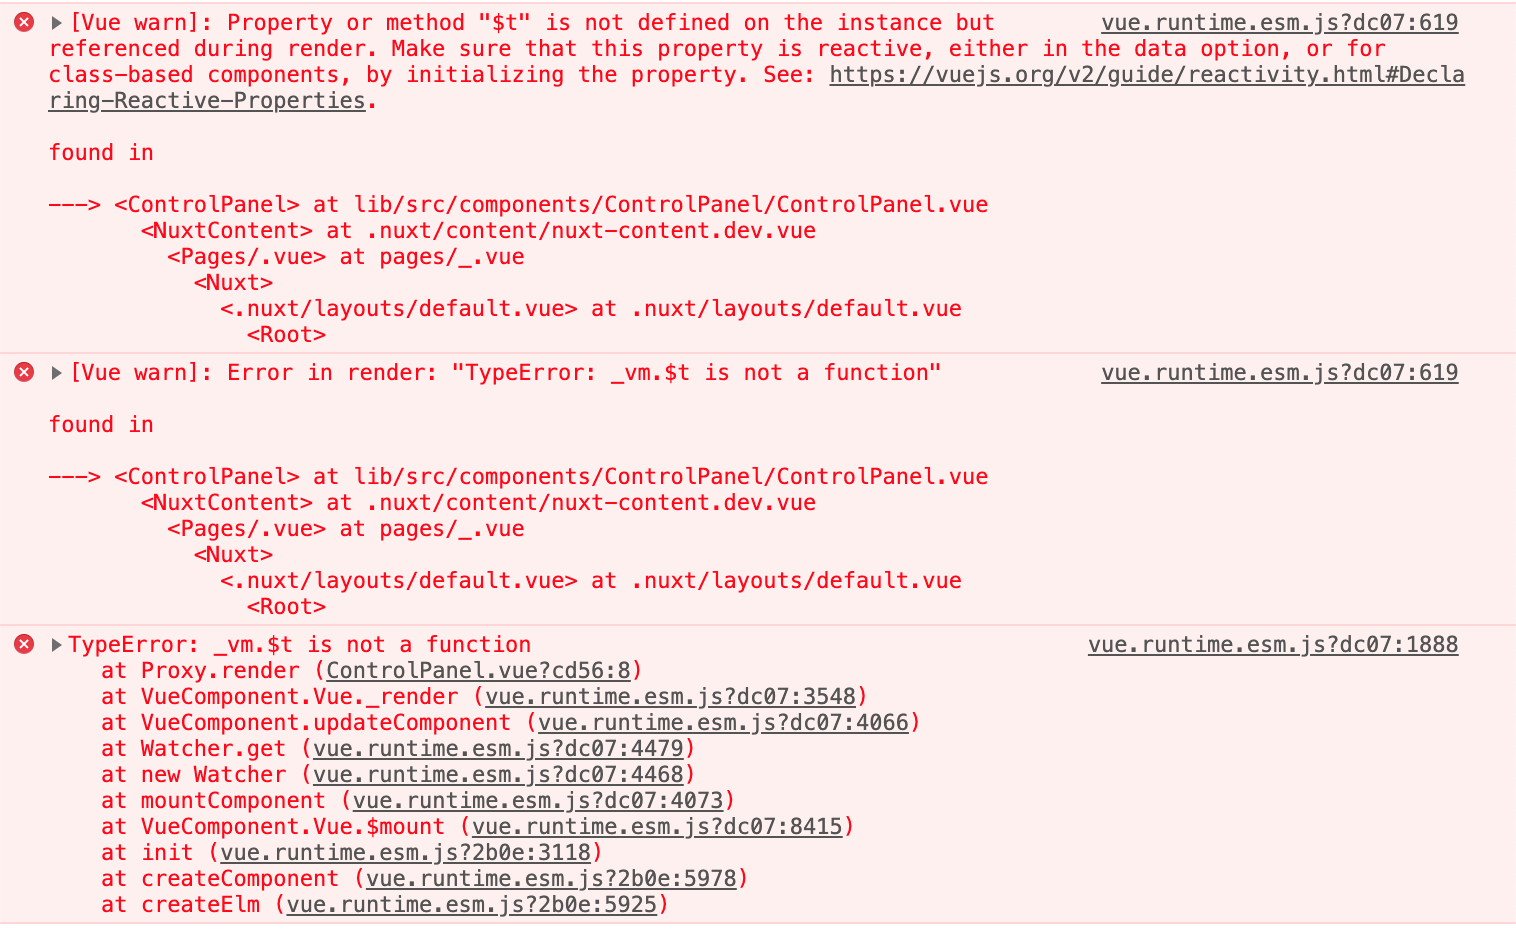 [Vue warn]: Property or method "$t" is not defined on the instance but vue.runtime.esm.js?dc07:619
referenced during render. Make sure that this property is reactive, either in the data option, or for
class-based components, by initializing the property. See: https://vuejs.org/v2/guide/reactivity.html#Decla
ring-Reactive-Properties.
found in
---> <ControlPanel> at lib/src/components/ControlPanel/ControlPanel.vue
<NuxtContent> at .nuxt/content/nuxt-content.dev.vue
<Pages/.vue> at pages/_.vue
<Nuxt>
<.nuxt/layouts/default.vue> at .nuxt/layouts/default.vue
<Root>
[Vue warn]: Error in render: "TypeError: _vm.$t is not a function" vue.runtime.esm.js?dc07:619
found in
---> <ControlPanel> at lib/src/components/ControlPanel/ControlPanel.vue
<NuxtContent> at .nuxt/content/nuxt-content.dev.vue
<Pages/.vue> at pages/_.vue
<Nuxt>
<.nuxt/layouts/default.vue> at .nuxt/layouts/default.vue
<Root>
TypeError: _vm.$t is not a function vue.runtime.esm.js?dc07:1888
at Proxy.render (ControlPanel.vue?cd56:8)
at VueComponent.Vue._render (vue.runtime.esm.js?dc07:3548)
at VueComponent.updateComponent (vue.runtime.esm.js?dc07:4066)
at Watcher.get (vue.runtime.esm.js?dc07:4479)
at new Watcher (vue.runtime.esm.js?dc07:4468)
at mountComponent (vue.runtime.esm.js?dc07:4073)
at VueComponent.Vue.$mount (vue.runtime.esm.js?dc07:8415)
at init (vue.runtime.esm.js?2b0e:3118)
at createComponent (vue.runtime.esm.js?2b0e:5978)
at createElm (vue.runtime.esm.js?2b0e:5925)